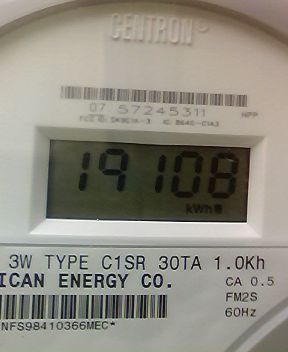 CENTRON®
07 57245311
HPP
19108
kWh
3W TYPE C1SR 30TA 1.0Kh
ICAN ENERGY CO.
CA 0.5
FM2S
60Hz
NFS98410366MEC*